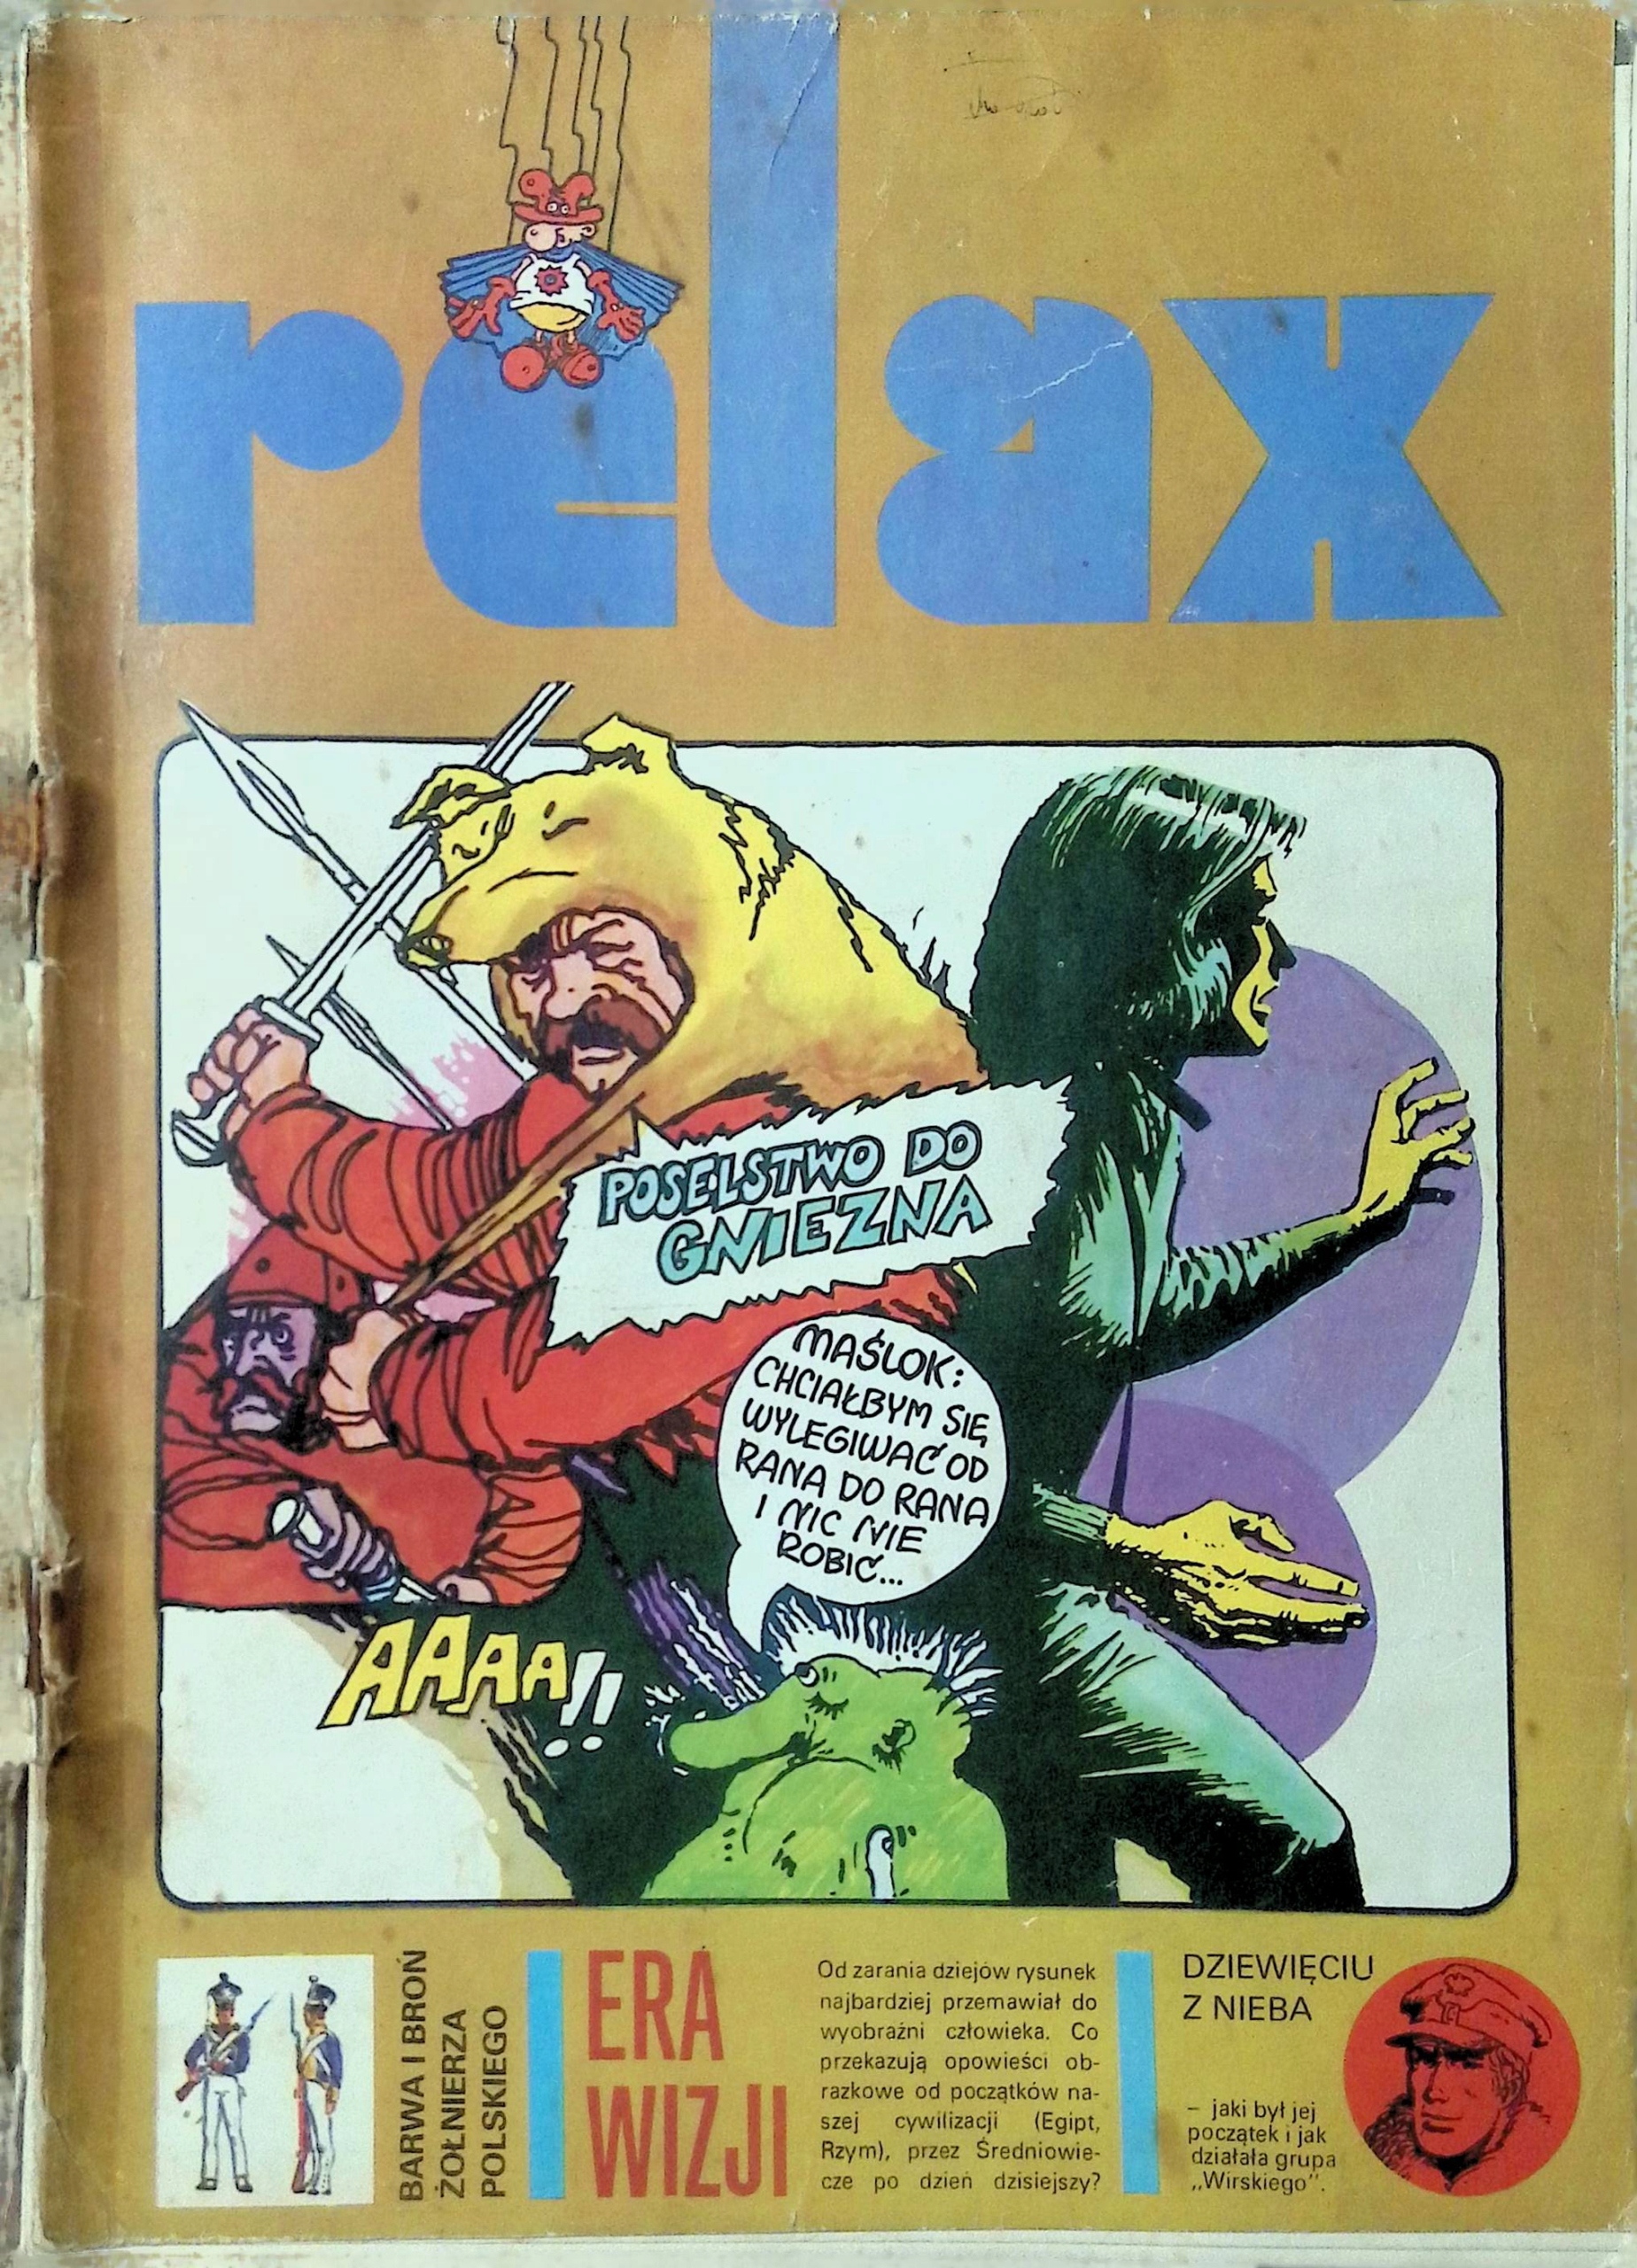 relax
POSELSTWO DO
GNIEZNA
MAŚLOK:
CHCIAŁBYM SIĘ
WYLEGIWAĆ OD
RANA DO RANA
I NIC NIE
ROBIĆ...
AAAA!!
BARWA I BROŃ
ŻOŁNIERZA
POLSKIEGO
ERA
WIZJI
Od zarania dziejów rysunek
najbardziej przemawiał do
wyobraźni człowieka. Co
przekazują opowieści ob-
razkowe od początków na-
szej cywilizacji (Egipt,
Rzym), przez Średniowie-
cze po dzień dzisiejszy?
DZIEWIĘCIU
Z NIEBA
– jaki był jej
początek i jak
działała grupa
„Wirskiego".